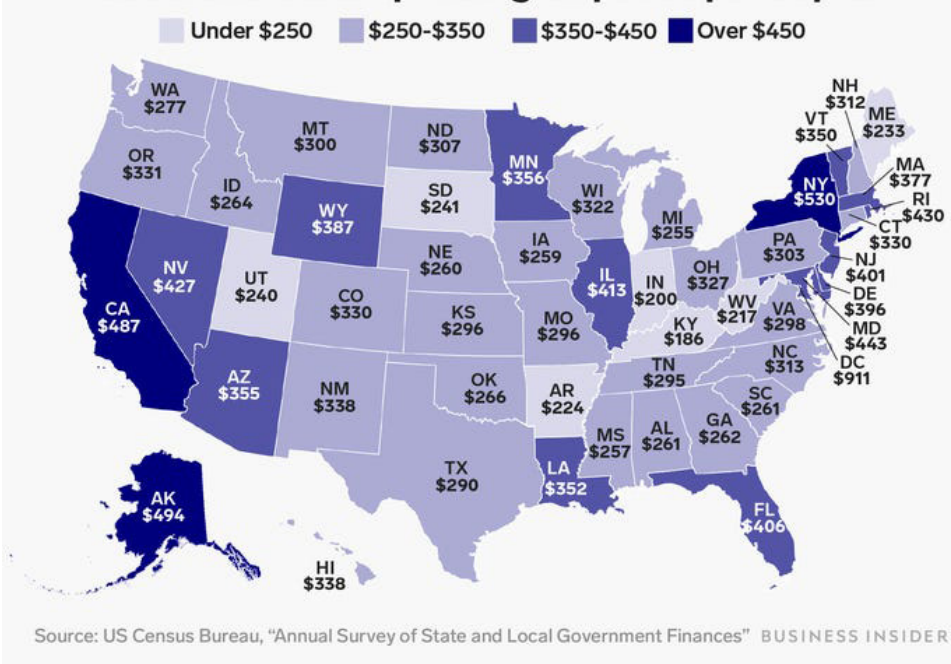 Under $250 $250-$350 $350-$450 Over $450
WA
$277
OR
$331
ID
$264
MT
$300
ND
$307
MN
$356
SD
$241
WY
$387
WI
$322
MI
$255
NY
$530
VT
$350
NH
$312
ME
$233
MA
$377
RI
$430
CT
$330
NJ
$401
DE
$396
MD
$443
DC
$911
PA
$303
CA
$487
NV
$427
UT
$240
CO
$330
NE
$260
IA
$259
IL
$413
IN
$200
OH
$327
WV
$217
VA
$298
KS
$296
MO
$296
KY
$186
NC
$313
TN
$295
SC
$261
AZ
$355
NM
$338
OK
$266
AR
$224
MS
$257
AL
$261
GA
$262
TX
$290
LA
$352
FL
$406
AK
$494
HI
$338
Source: US Census Bureau, “Annual Survey of State and Local Government Finances” BUSINESS INSIDER